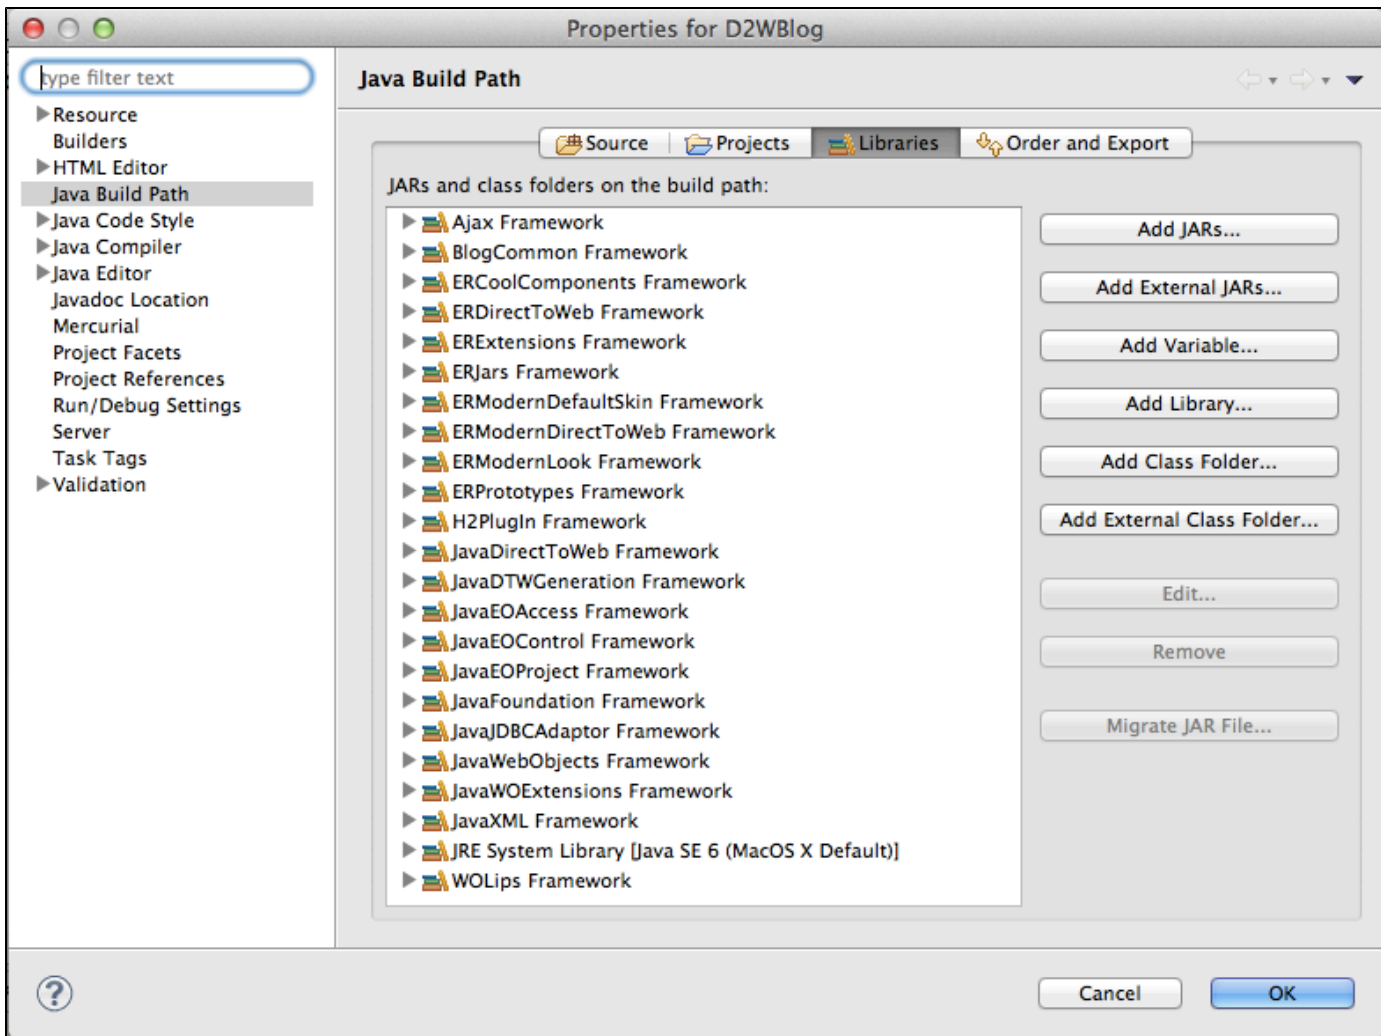 Properties for D2WBlog
type filter text
Resource
Builders
HTML Editor
Java Build Path
Java Code Style
Java Compiler
Java Editor
Javadoc Location
Mercurial
Project Facets
Project References
Run/Debug Settings
Server
Task Tags
Validation
Java Build Path
Source Projects Libraries Order and Export
JARs and class folders on the build path:
Ajax Framework
BlogCommon Framework
ERCoolComponents Framework
ERDirectToWeb Framework
ERExtensions Framework
ERJars Framework
ERModernDefaultSkin Framework
ERModernDirectToWeb Framework
ERModernLook Framework
ERPrototypes Framework
H2PlugIn Framework
JavaDirectToWeb Framework
JavaDTWGeneration Framework
JavaEOAccess Framework
JavaEOControl Framework
JavaEOProject Framework
JavaFoundation Framework
JavaJDBCAdaptor Framework
JavaWebObjects Framework
JavaWOExtensions Framework
JavaXML Framework
JRE System Library [Java SE 6 (MacOS X Default)]
WOLips Framework
Add JARs...
Add External JARs...
Add Variable...
Add Library...
Add Class Folder...
Add External Class Folder...
Edit...
Remove
Migrate JAR File...
?
Cancel
OK